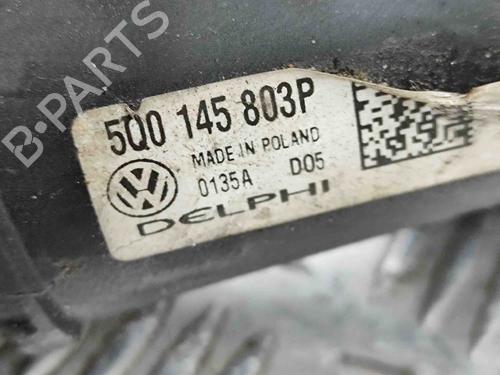 B-PARTS
5Q0 145 803P
MADE IN POLAND
0135A D05
DELPHI